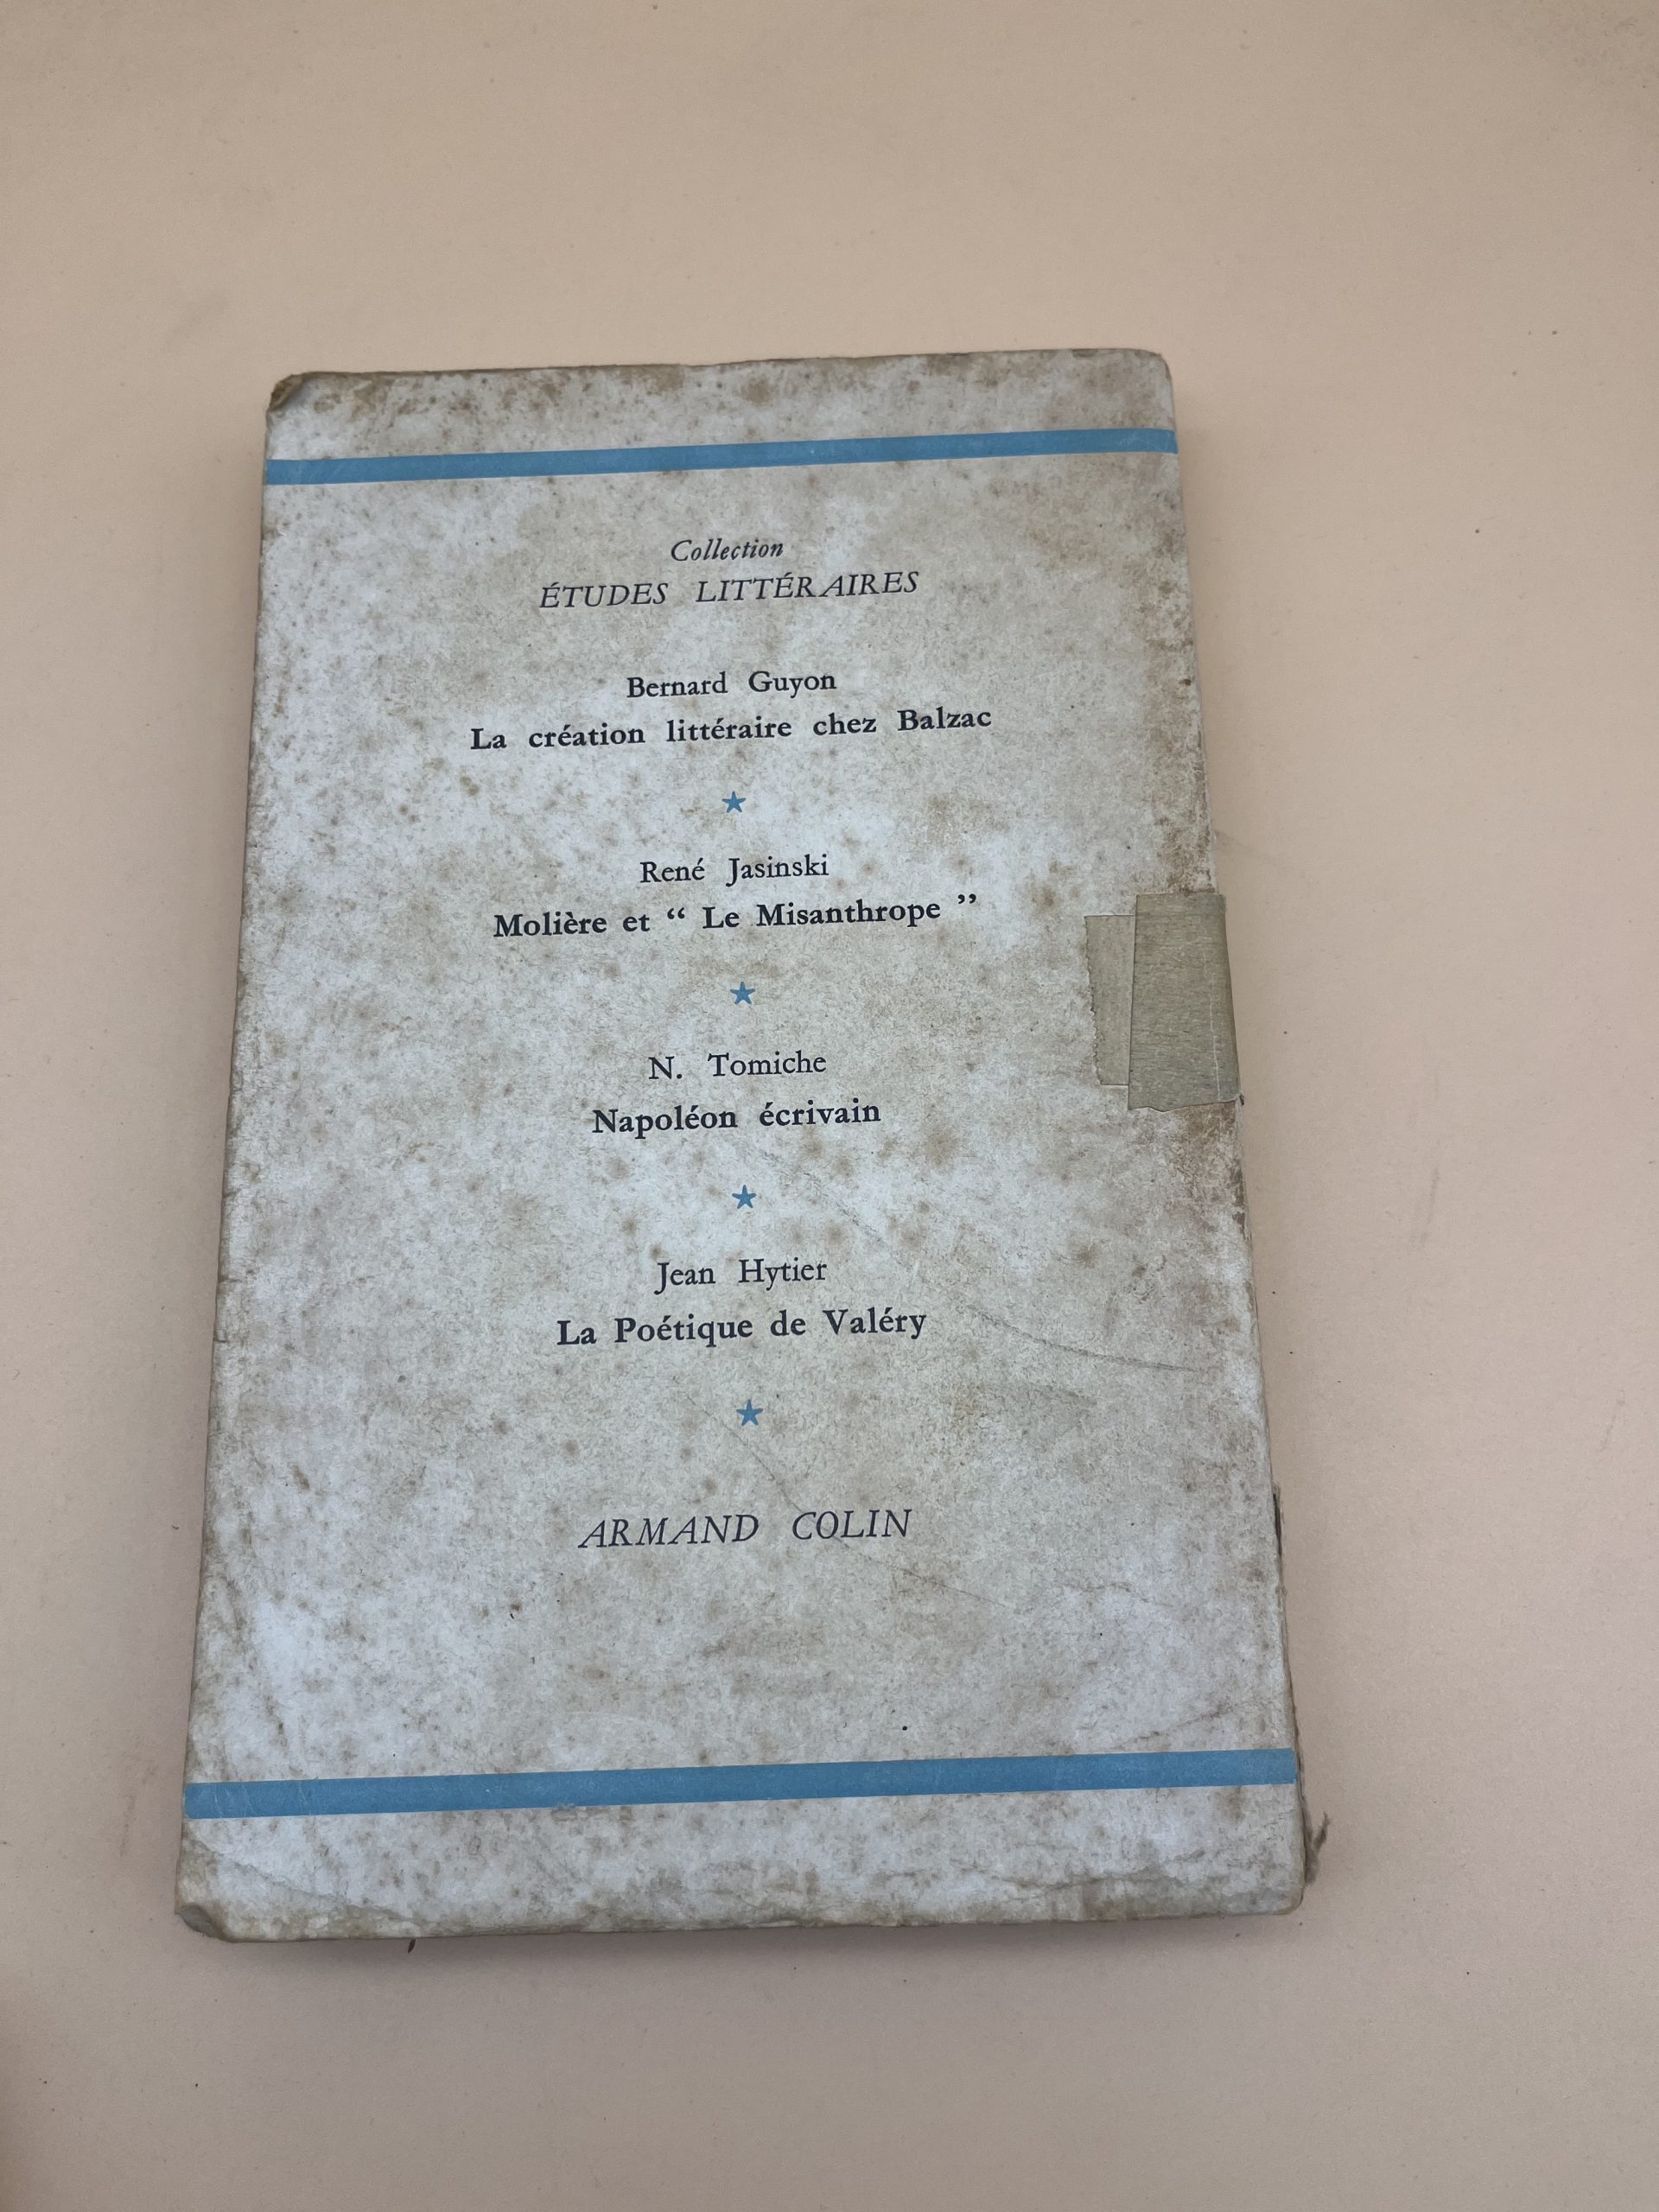 Collection
ÉTUDES LITTÉRAIRES
Bernard Guyon
La création littéraire chez Balzac
René Jasinski
Molière et “ Le Misanthrope ”
N. Tomiche
Napoléon écrivain
Jean Hytier
La Poétique de Valéry
ARMAND COLIN